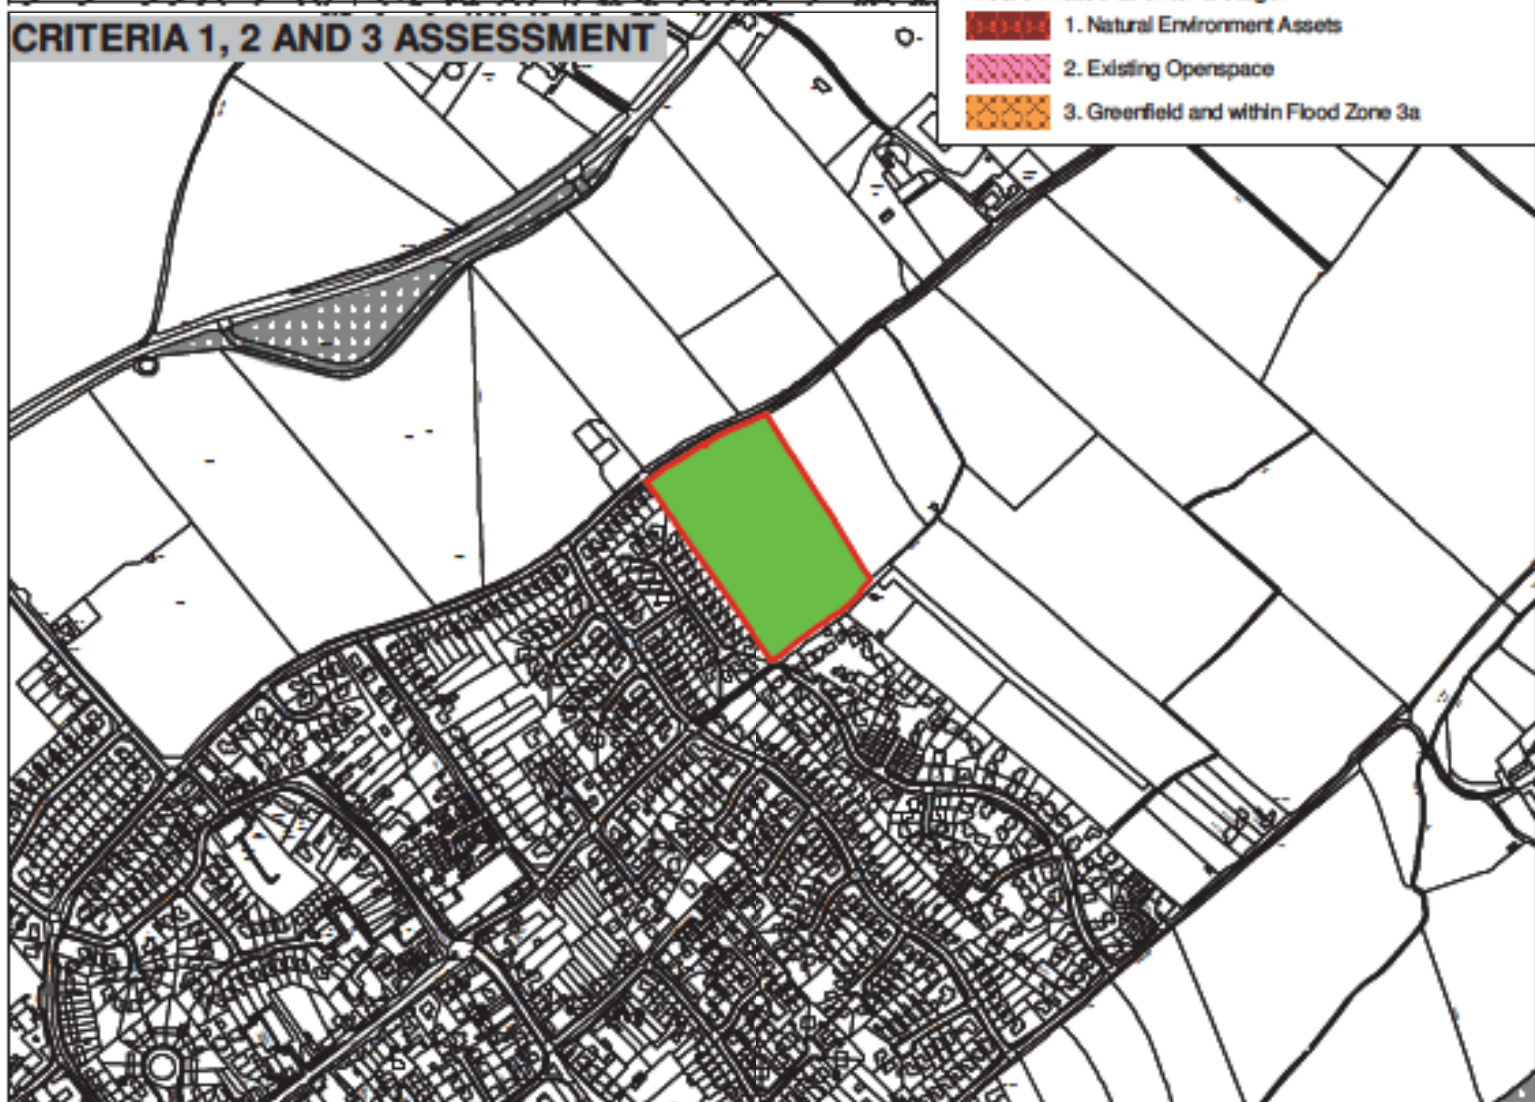 CRITERIA 1, 2 AND 3 ASSESSMENT
1. Natural Environment Assets
2. Existing Openspace
3. Greenfield and within Flood Zone 3a